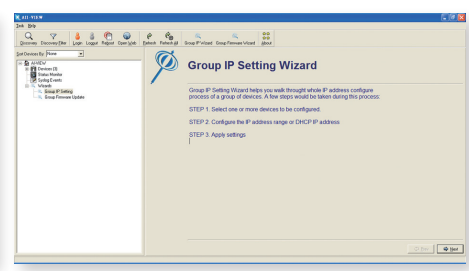 AH-VIEW
Task Help
Discovery Discovery Filter Login Logout Reboot Open Web Refresh Refresh All Group IP Wizard Group Firmware Wizard About
Sort Devices By: None
AH-VIEW
Devices (3)
Status Monitor
Syslog Events
Wizards
Group IP Setting
Group Firmware Update
Group IP Setting Wizard
Group IP Setting Wizard helps you walk throught whole IP address configure
process of a group of devices. A few steps would be taken during this process:
STEP 1. Select one or more devices to be configured.
STEP 2. Configure the IP address range or DHCP IP address
STEP 3. Apply settings
Next